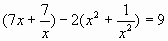 (7x + 7/x) − 2(x² + 1/x²) = 9